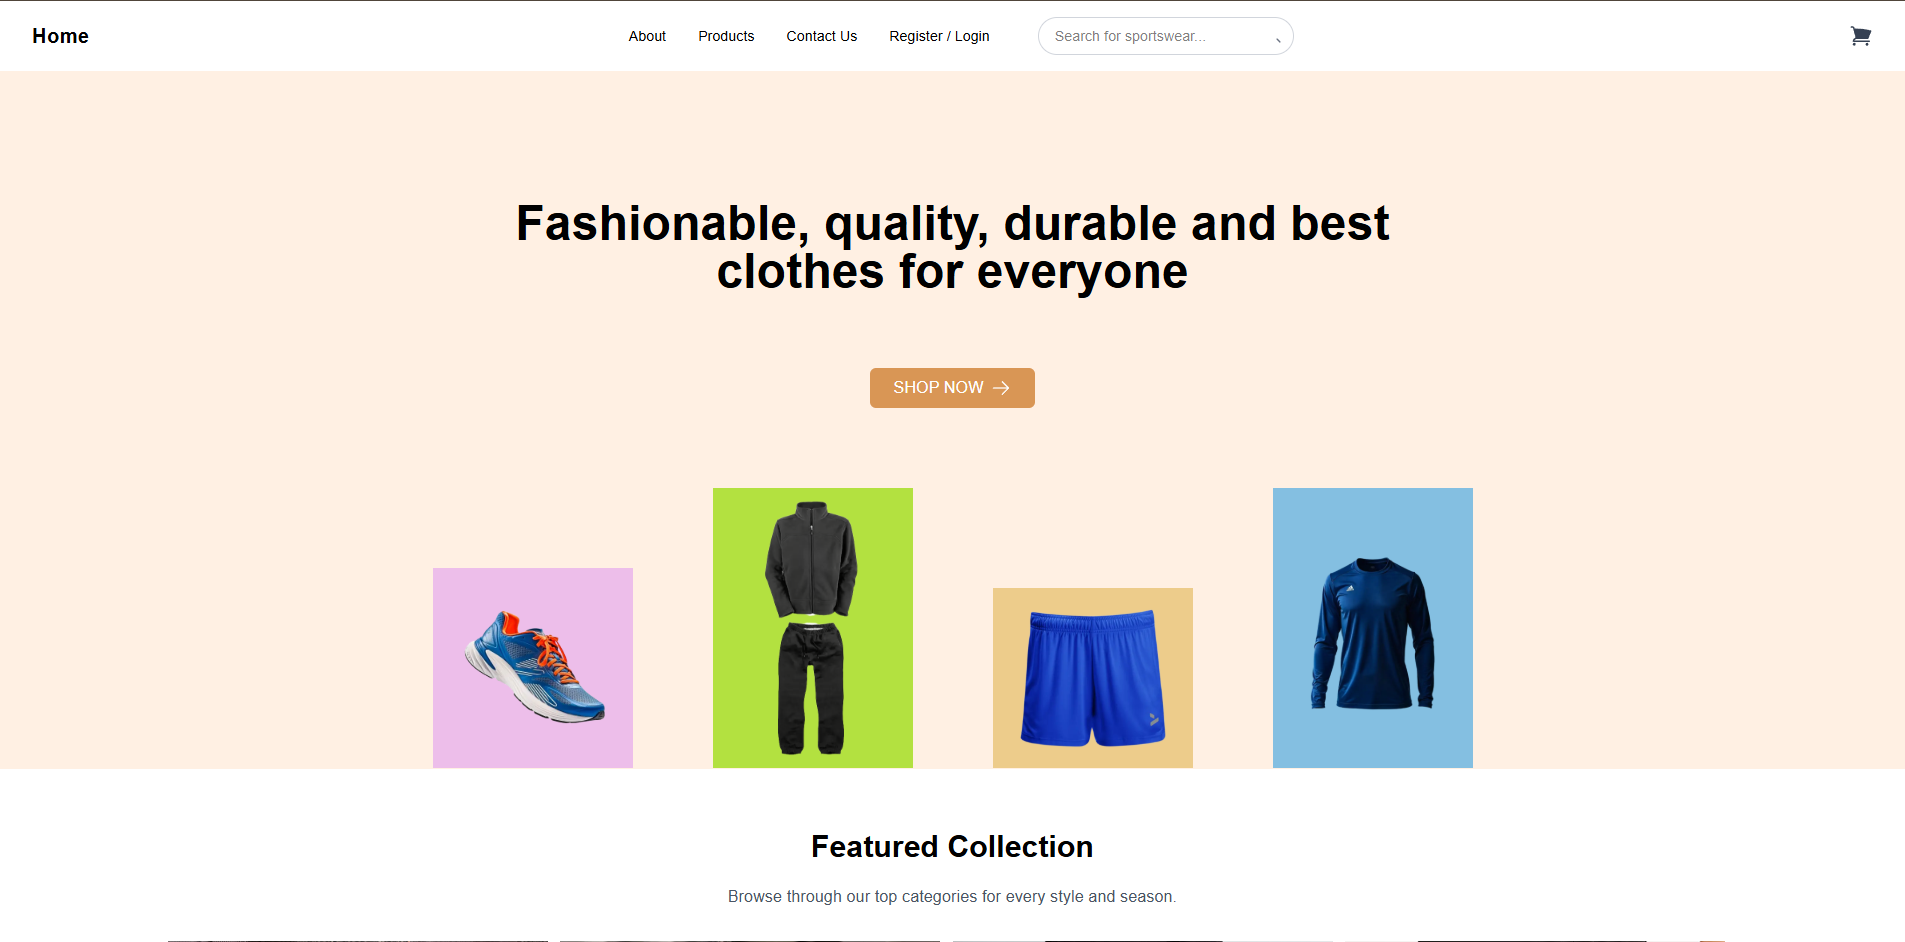 Home
About
Products
Contact Us
Register / Login
Search for sportswear...
Fashionable, quality, durable and best
clothes for everyone
SHOP NOW
Featured Collection
Browse through our top categories for every style and season.